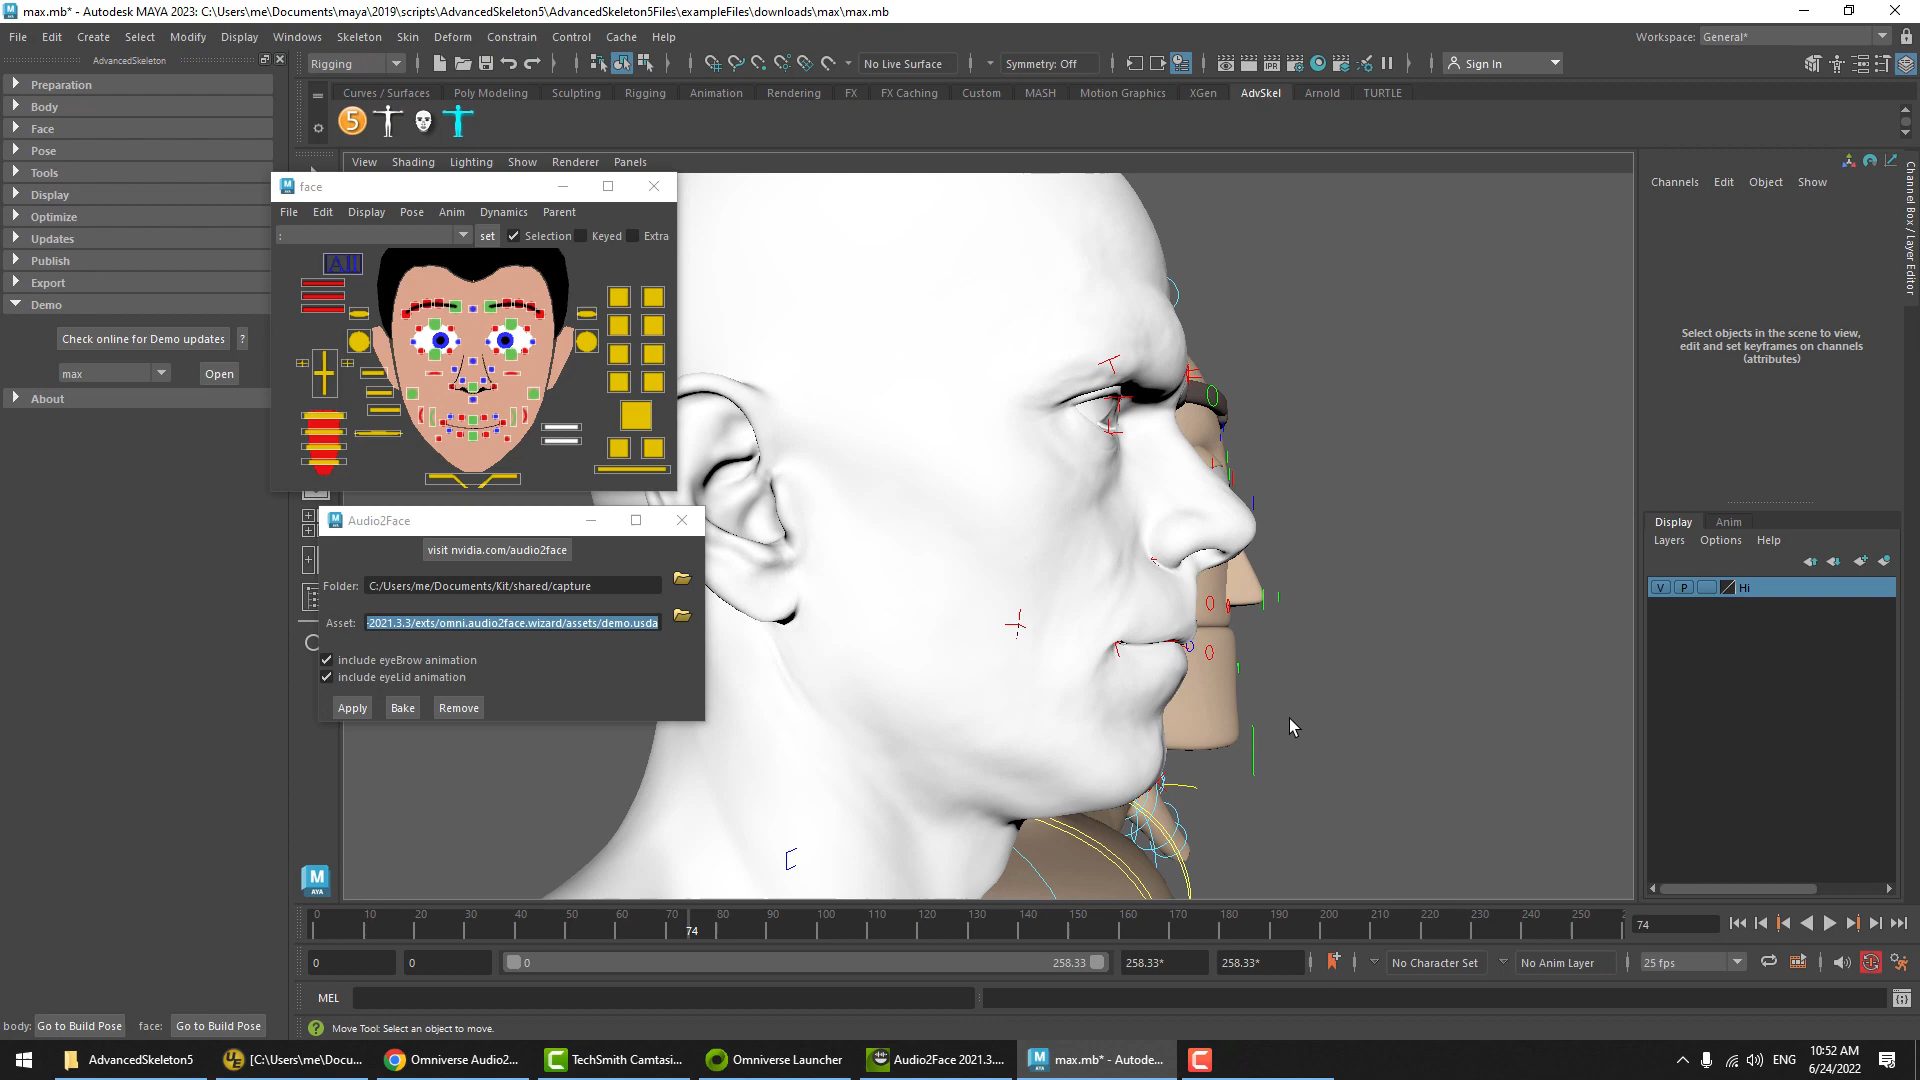 max.mb* - Autodesk MAYA 2023: C:\Users\me\Documents\maya\2019\scripts\AdvancedSkeleton5\AdvancedSkeleton5Files\exampleFiles\downloads\max\max.mb
File Edit Create Select Modify Display Windows Skeleton Skin Deform Constrain Control Cache Help
Workspace: General*
AdvancedSkeleton
Rigging
No Live Surface
Symmetry: Off
Sign In
Curves / Surfaces Poly Modeling Sculpting Rigging Animation Rendering FX FX Caching Custom MASH Motion Graphics XGen AdvSkel Arnold TURTLE
5
Preparation
Body
Face
Pose
Tools
Display
Optimize
Updates
Publish
Export
Demo
Check online for Demo updates ?
max
Open
About
View Shading Lighting Show Renderer Panels
face
File Edit Display Pose Anim Dynamics Parent
: set Selection Keyed Extra
All
Audio2Face
visit nvidia.com/audio2face
Folder: C:/Users/me/Documents/Kit/shared/capture
Asset: -2021.3.3/exts/omni.audio2face.wizard/assets/demo.usda
include eyeBrow animation
include eyeLid animation
Apply Bake Remove
Channels Edit Object Show
Channel Box / Layer Editor
Select objects in the scene to view,
edit and set keyframes on channels
(attributes)
Display Anim
Layers Options Help
V P Hi
AYA
0 10 20 30 40 50 60 70 80 90 100 110 120 130 140 150 160 170 180 190 200 210 220 230 240 250
74
74
0 0 0 258.33 258.33* 258.33* No Character Set No Anim Layer 25 fps
MEL
body: Go to Build Pose face: Go to Build Pose
Move Tool: Select an object to move.
AdvancedSkeleton5
[C:\Users\me\Docu...
Omniverse Audio2...
TechSmith Camtasi...
Omniverse Launcher
Audio2Face 2021.3....
max.mb* - Autode...
ENG
10:52 AM
6/24/2022